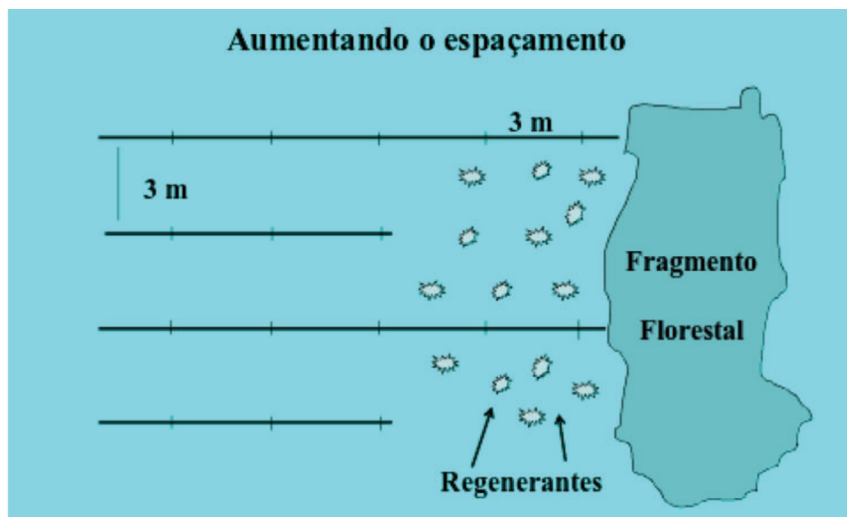 Aumentando o espaçamento
3 m
3 m
Fragmento
Florestal
Regenerantes